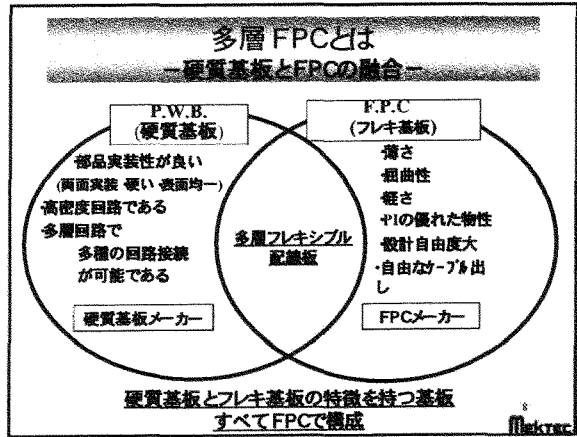 多層FPCとは
－硬質基板とFPCの融合－
P.W.B.
(硬質基板)
・部品実装性が良い
(両面実装・硬い・表面均一)
・高密度回路である
・多層回路で
多種の回路接続
が可能である
硬質基板メーカー
多層フレキシブル
配線板
F.P.C
(フレキ基板)
・薄さ
・屈曲性
・軽さ
・PIの優れた物性
・設計自由度大
・自由なケーブル出
し
FPCメーカー
硬質基板とフレキ基板の特徴を持つ基板
すべてFPCで構成
8
Mektec